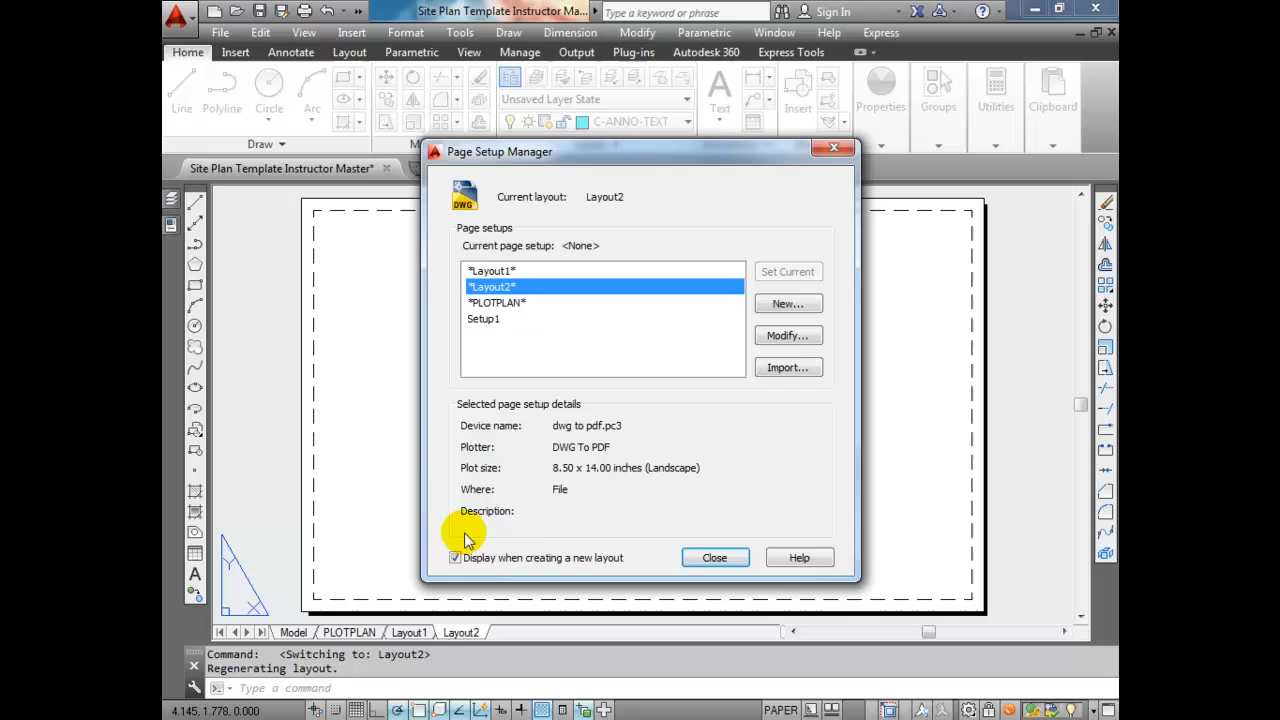 Site Plan Template Instructor Ma...
Type a keyword or phrase
Sign In
File Edit View Insert Format Tools Draw Dimension Modify Parametric Window Help Express
Home Insert Annotate Layout Parametric View Manage Output Plug-ins Autodesk 360 Express Tools
Line Polyline Circle Arc
Unsaved Layer State
C-ANNO-TEXT
Text Insert Properties Groups Utilities Clipboard
Draw
Site Plan Template Instructor Master*
Page Setup Manager
Current layout: Layout2
Page setups
Current page setup: <None>
*Layout1*
*Layout2*
*PLOTPLAN*
Setup1
Set Current
New...
Modify...
Import...
Selected page setup details
Device name: dwg to pdf.pc3
Plotter: DWG To PDF
Plot size: 8.50 x 14.00 inches (Landscape)
Where: File
Description:
Display when creating a new layout
Close Help
Y
X
A
Model PLOTPLAN Layout1 Layout2
Command: <Switching to: Layout2>
Regenerating layout.
Type a command
4.145, 1.778, 0.000
PAPER